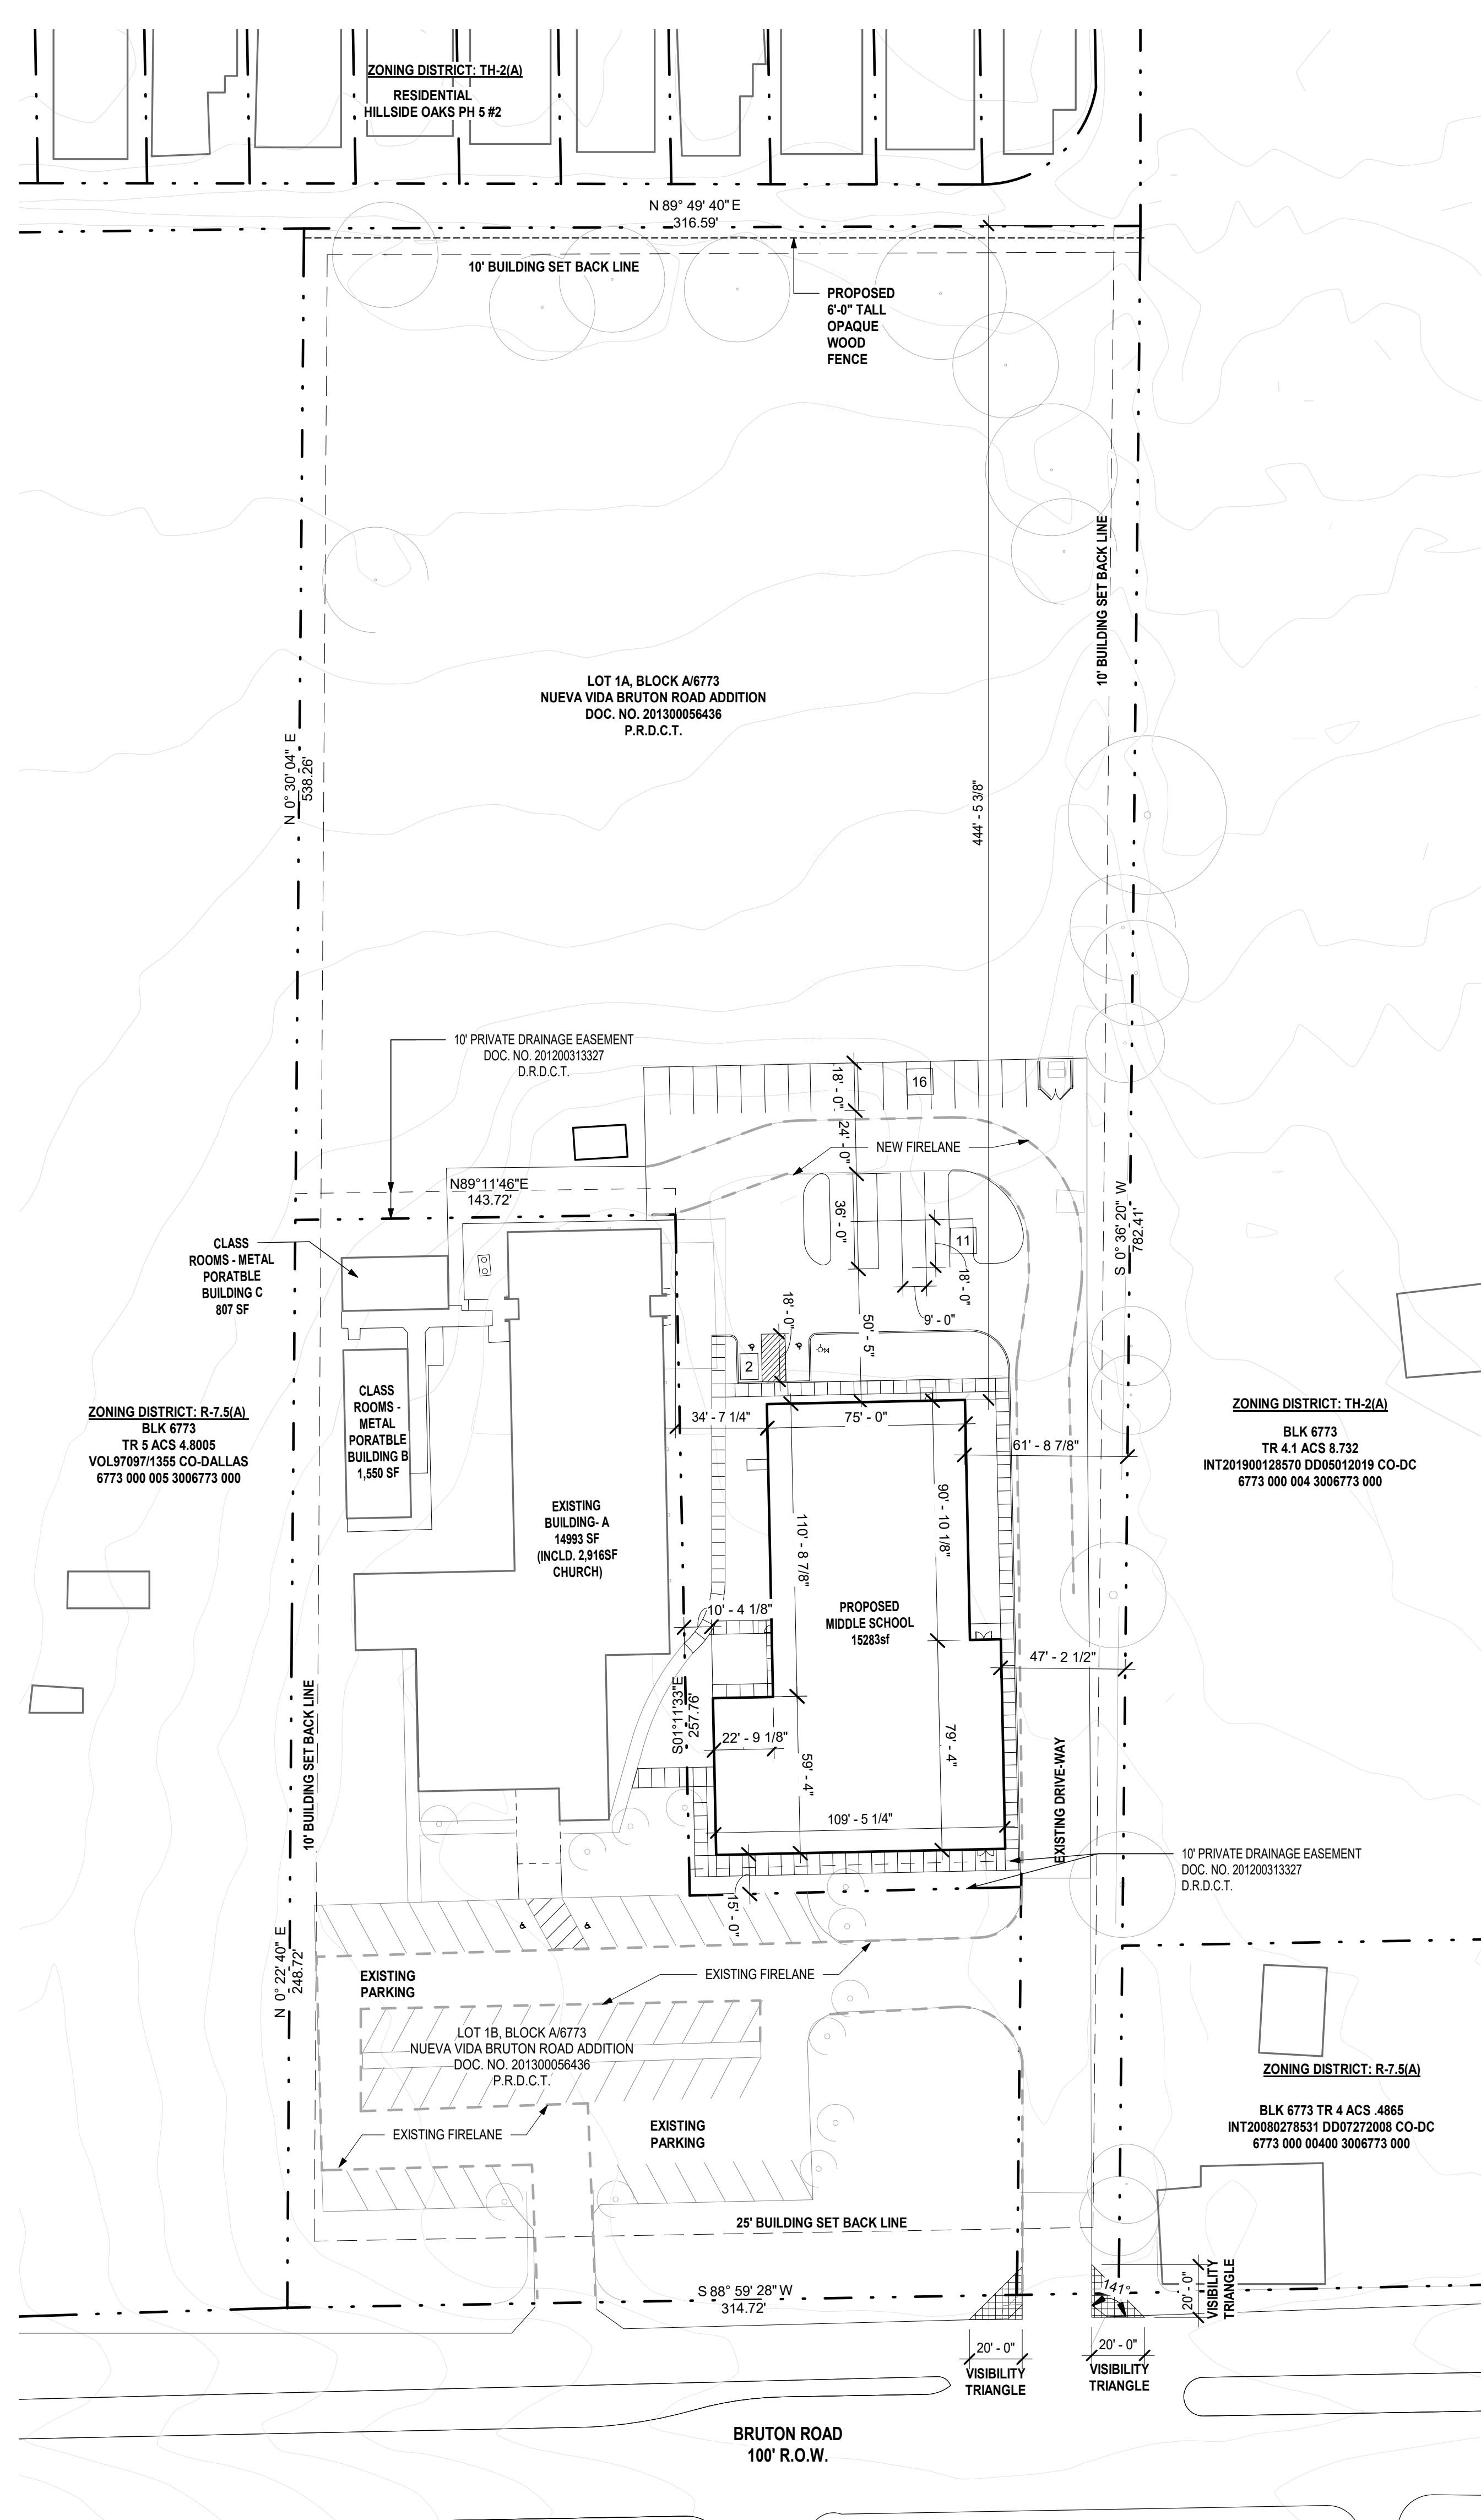 ZONING DISTRICT: TH-2(A)
RESIDENTIAL
HILLSIDE OAKS PH 5 #2
N 89° 49' 40" E
316.59'
10' BUILDING SET BACK LINE
PROPOSED
6'-0" TALL
OPAQUE
WOOD
FENCE
10' BUILDING SET BACK LINE
LOT 1A, BLOCK A/6773
NUEVA VIDA BRUTON ROAD ADDITION
DOC. NO. 201300056436
P.R.D.C.T.
N 0° 30' 04" E
538.26'
444' - 5 3/8"
10' PRIVATE DRAINAGE EASEMENT
DOC. NO. 201200313327
D.R.D.C.T.
18' - 0"
16
24' - 0"
NEW FIRELANE
N89°11'46"E
143.72'
36' - 0"
11
18' - 0"
9' - 0"
S 0° 36' 20" W
782.41'
CLASS
ROOMS - METAL
PORATBLE
BUILDING C
807 SF
18' - 0"
50' - 5"
2
CLASS
ROOMS -
METAL
PORATBLE
BUILDING B
1,550 SF
ZONING DISTRICT: R-7.5(A)
BLK 6773
TR 5 ACS 4.8005
VOL97097/1355 CO-DALLAS
6773 000 005 3006773 000
34' - 7 1/4"
75' - 0"
61' - 8 7/8"
ZONING DISTRICT: TH-2(A)
BLK 6773
TR 4.1 ACS 8.732
INT201900128570 DD05012019 CO-DC
6773 000 004 3006773 000
EXISTING
BUILDING- A
14993 SF
(INCLD. 2,916SF
CHURCH)
110' - 8 7/8"
90' - 10 1/8"
10' - 4 1/8"
PROPOSED
MIDDLE SCHOOL
15283sf
47' - 2 1/2"
S01°11'33"E
257.76'
10' BUILDING SET BACK LINE
22' - 9 1/8"
59' - 4"
79' - 4"
109' - 5 1/4"
EXISTING DRIVE-WAY
10' PRIVATE DRAINAGE EASEMENT
DOC. NO. 201200313327
D.R.D.C.T.
15' - 0"
N 0° 22' 40" E
248.72'
EXISTING
PARKING
EXISTING FIRELANE
LOT 1B, BLOCK A/6773
NUEVA VIDA BRUTON ROAD ADDITION
DOC. NO. 201300056436
P.R.D.C.T.
EXISTING FIRELANE
EXISTING
PARKING
ZONING DISTRICT: R-7.5(A)
BLK 6773 TR 4 ACS .4865
INT20080278531 DD07272008 CO-DC
6773 000 00400 3006773 000
25' BUILDING SET BACK LINE
S 88° 59' 28" W
314.72'
141°
20' - 0"
VISIBILITY
TRIANGLE
20' - 0"
VISIBILITY
TRIANGLE
20' - 0"
VISIBILITY
TRIANGLE
BRUTON ROAD
100' R.O.W.